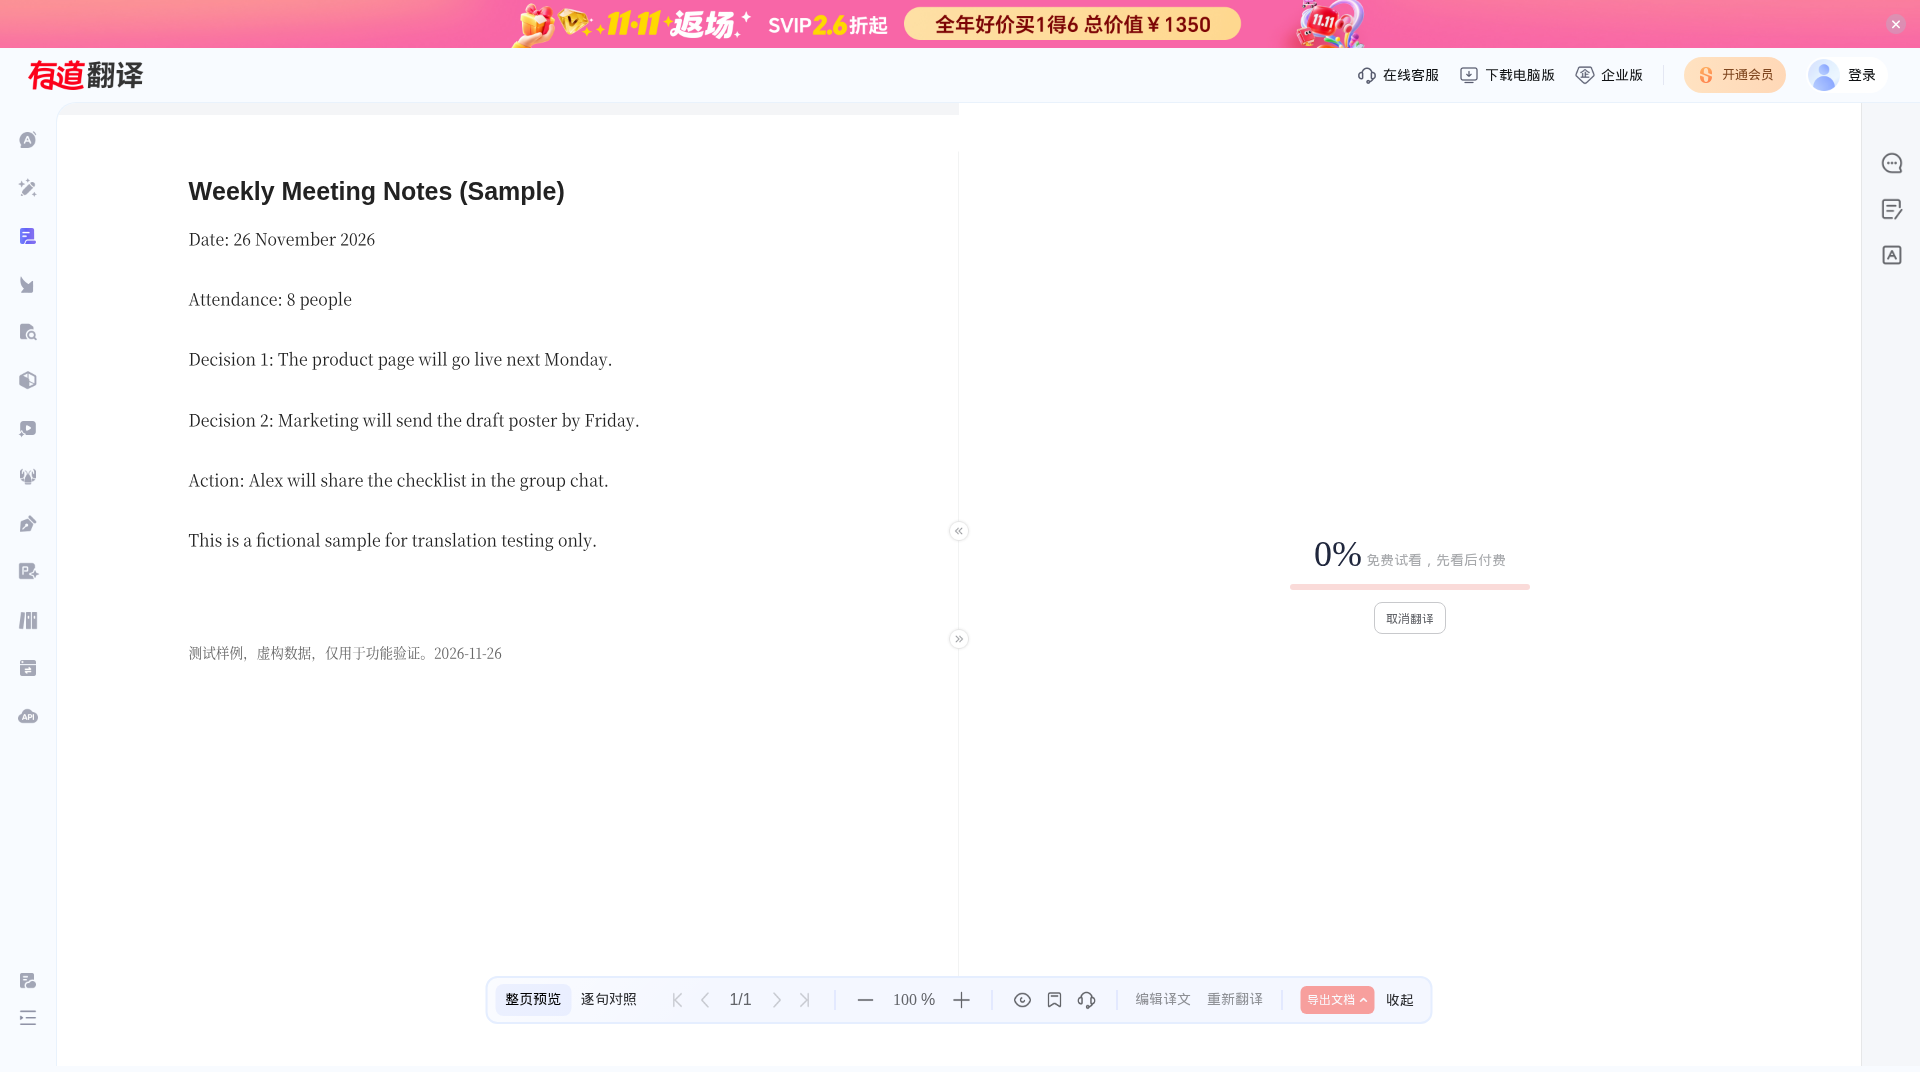 11·11 返场 SVIP2.6折起 全年好价买1得6 总价值￥1350 11.11
有道翻译
在线客服 下载电脑版 企业版 开通会员 登录
Weekly Meeting Notes (Sample)
Date: 26 November 2026
Attendance: 8 people
Decision 1: The product page will go live next Monday.
Decision 2: Marketing will send the draft poster by Friday.
Action: Alex will share the checklist in the group chat.
This is a fictional sample for translation testing only.
测试样例，虚构数据，仅用于功能验证。2026-11-26
0% 免费试看，先看后付费
取消翻译
API
整页预览 逐句对照 1/1 100 % 编辑译文 重新翻译 导出文档 收起